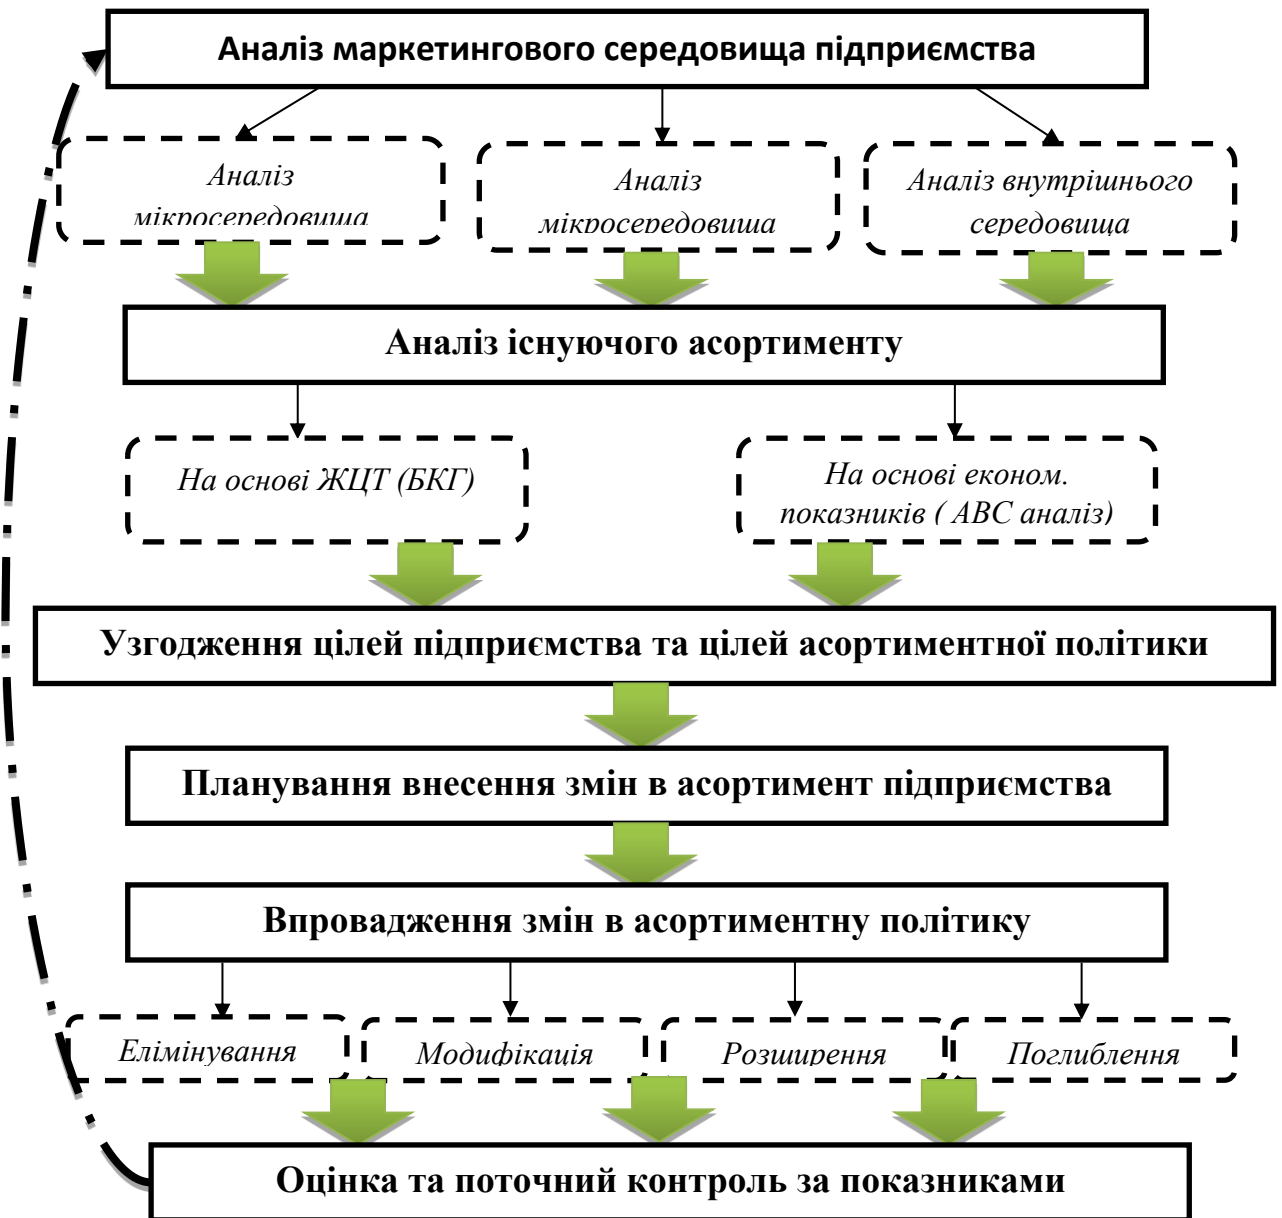 Аналіз маркетингового середовища підприємства
Аналіз
мікросередовища
Аналіз
мікросередовища
Аналіз внутрішнього
середовища
Аналіз існуючого асортименту
На основі ЖЦТ (БКГ)
На основі економ.
показників ( АВС аналіз)
Узгодження цілей підприємства та цілей асортиментної політики
Планування внесення змін в асортимент підприємства
Впровадження змін в асортиментну політику
Елімінування
Модифікація
Розширення
Поглиблення
Оцінка та поточний контроль за показниками